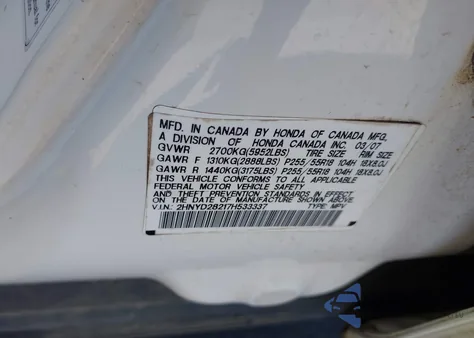 MFD. IN CANADA BY HONDA OF CANADA MFG.
A DIVISION OF HONDA CANADA INC. 03/07
GVWR 2700KG(5952LBS) TIRE SIZE RIM SIZE
GAWR F 1310KG(2888LBS) P255/55R18 104H 18X8.0J
GAWR R 1440KG(3175LBS) P255/55R18 104H 18X8.0J
THIS VEHICLE CONFORMS TO ALL APPLICABLE
FEDERAL MOTOR VEHICLE SAFETY
AND THEFT PREVENTION STANDARDS IN EFFECT
ON THE DATE OF MANUFACTURE SHOWN ABOVE.
V.I.N.: 2HNYD28217H533337 TYPE: MPV